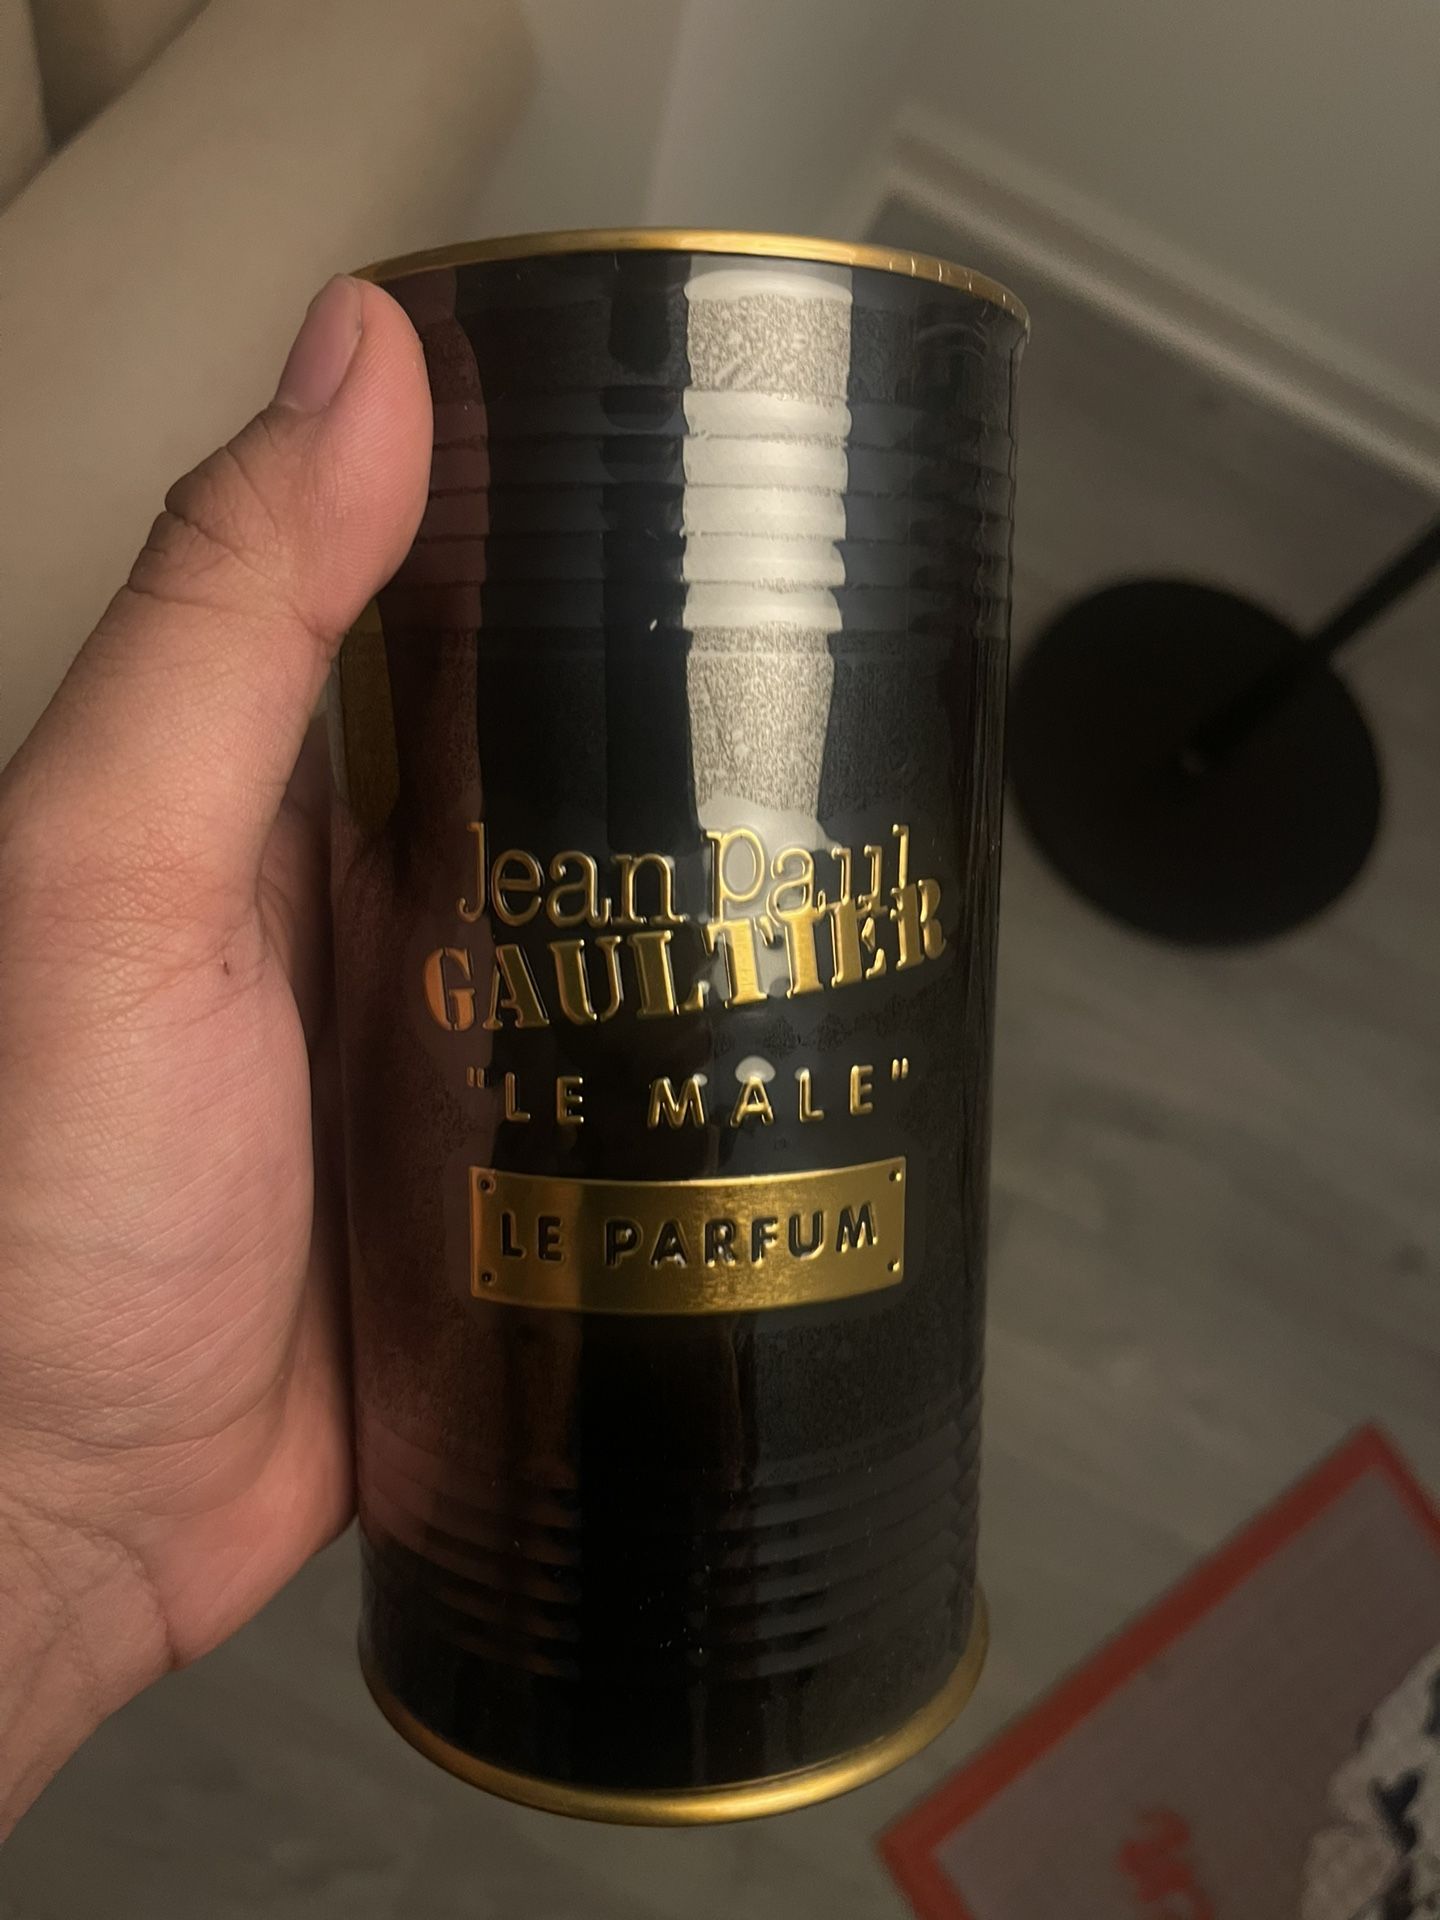 Jean Paul
GAULTIER
"LE MALE"
LE PARFUM